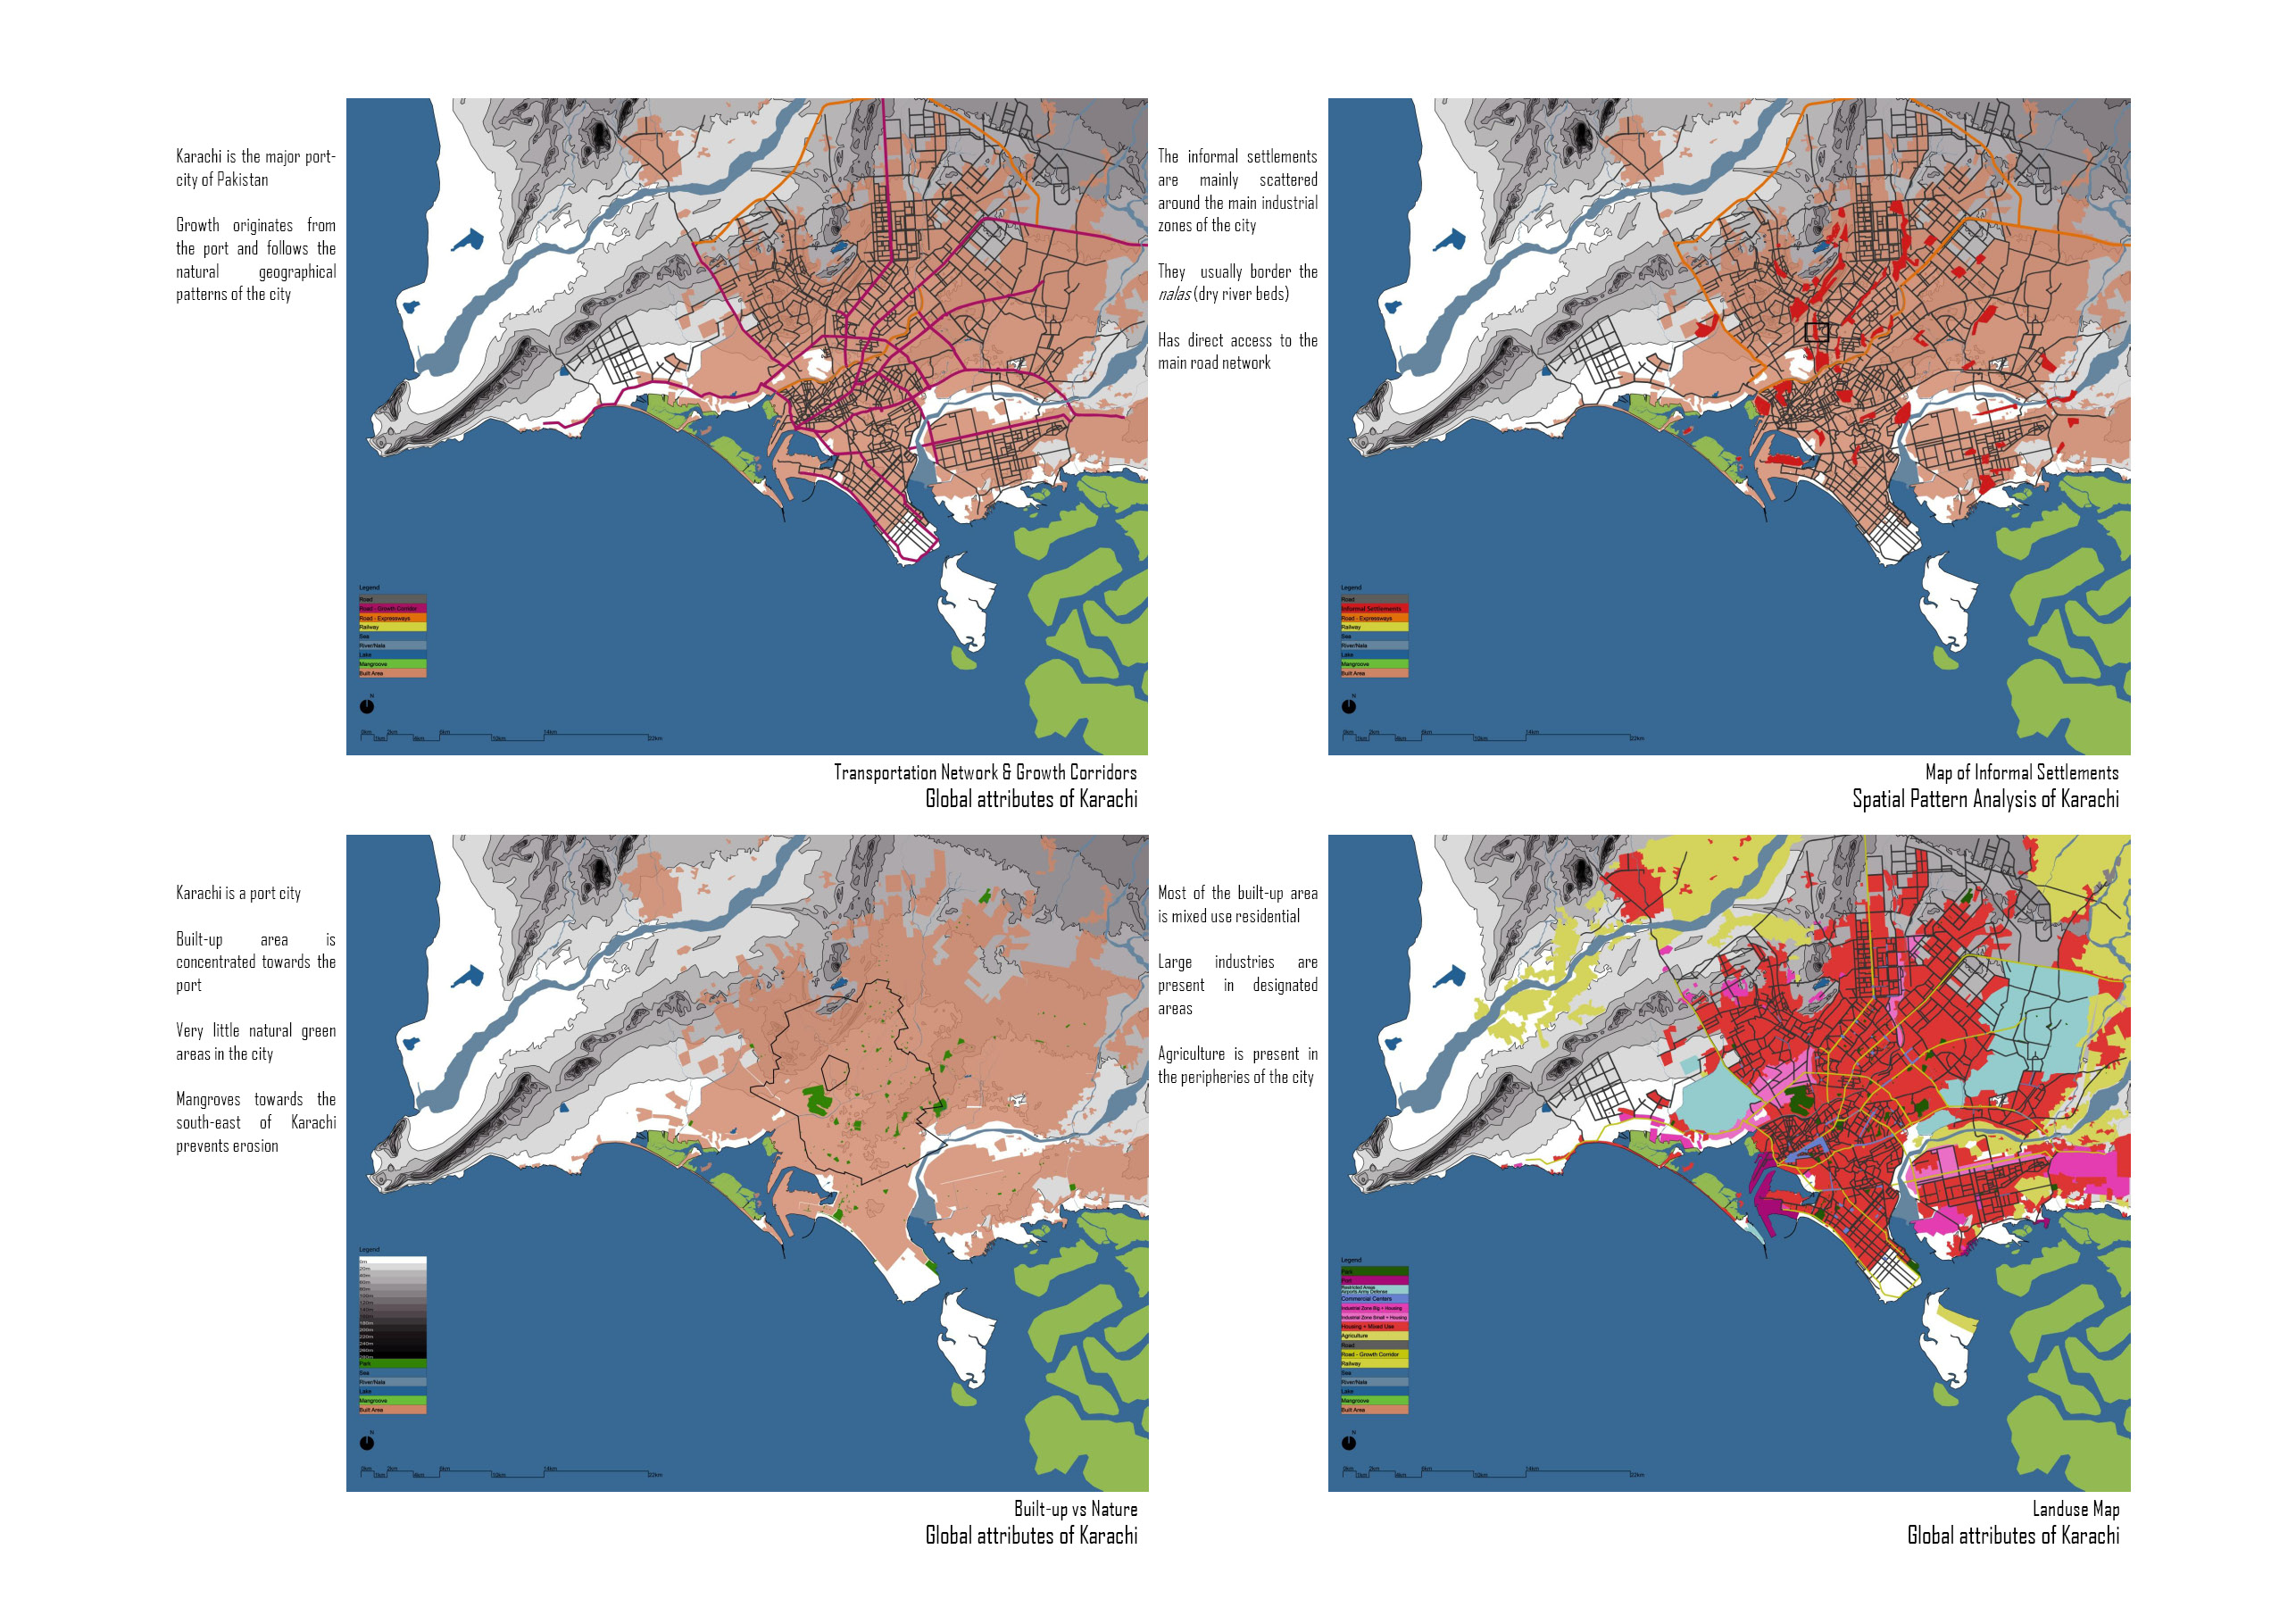 Karachi is the major port-
city of Pakistan
Growth originates from
the port and follows the
natural geographical
patterns of the city
Legend
Road
Road - Growth Corridor
Road - Expressways
Railway
Sea
River/Nala
Lake
Mangroove
Built Area
N
0km 2km 6km 14km
1km 4km 10km 22km
Transportation Network & Growth Corridors
Global attributes of Karachi
The informal settlements
are mainly scattered
around the main industrial
zones of the city
They usually border the
nalas (dry river beds)
Has direct access to the
main road network
Legend
Road
Informal Settlements
Road - Expressways
Railway
Sea
River/Nala
Lake
Mangroove
Built Area
N
Map of Informal Settlements
Spatial Pattern Analysis of Karachi
Karachi is a port city
Built-up area is
concentrated towards the
port
Very little natural green
areas in the city
Mangroves towards the
south-east of Karachi
prevents erosion
Legend
Park
Sea
River/Nala
Lake
Mangroove
Built Area
N
Built-up vs Nature
Global attributes of Karachi
Most of the built-up area
is mixed use residential
Large industries are
present in designated
areas
Agriculture is present in
the peripheries of the city
Legend
Park
Port
Restricted Areas
Commercial Centers
Industrial Zone Big + Housing
Industrial Zone Small + Housing
Housing + Mixed Use
Agriculture
Road
Road - Growth Corridor
Railway
Sea
River/Nala
Lake
Mangroove
Built Area
N
Landuse Map
Global attributes of Karachi